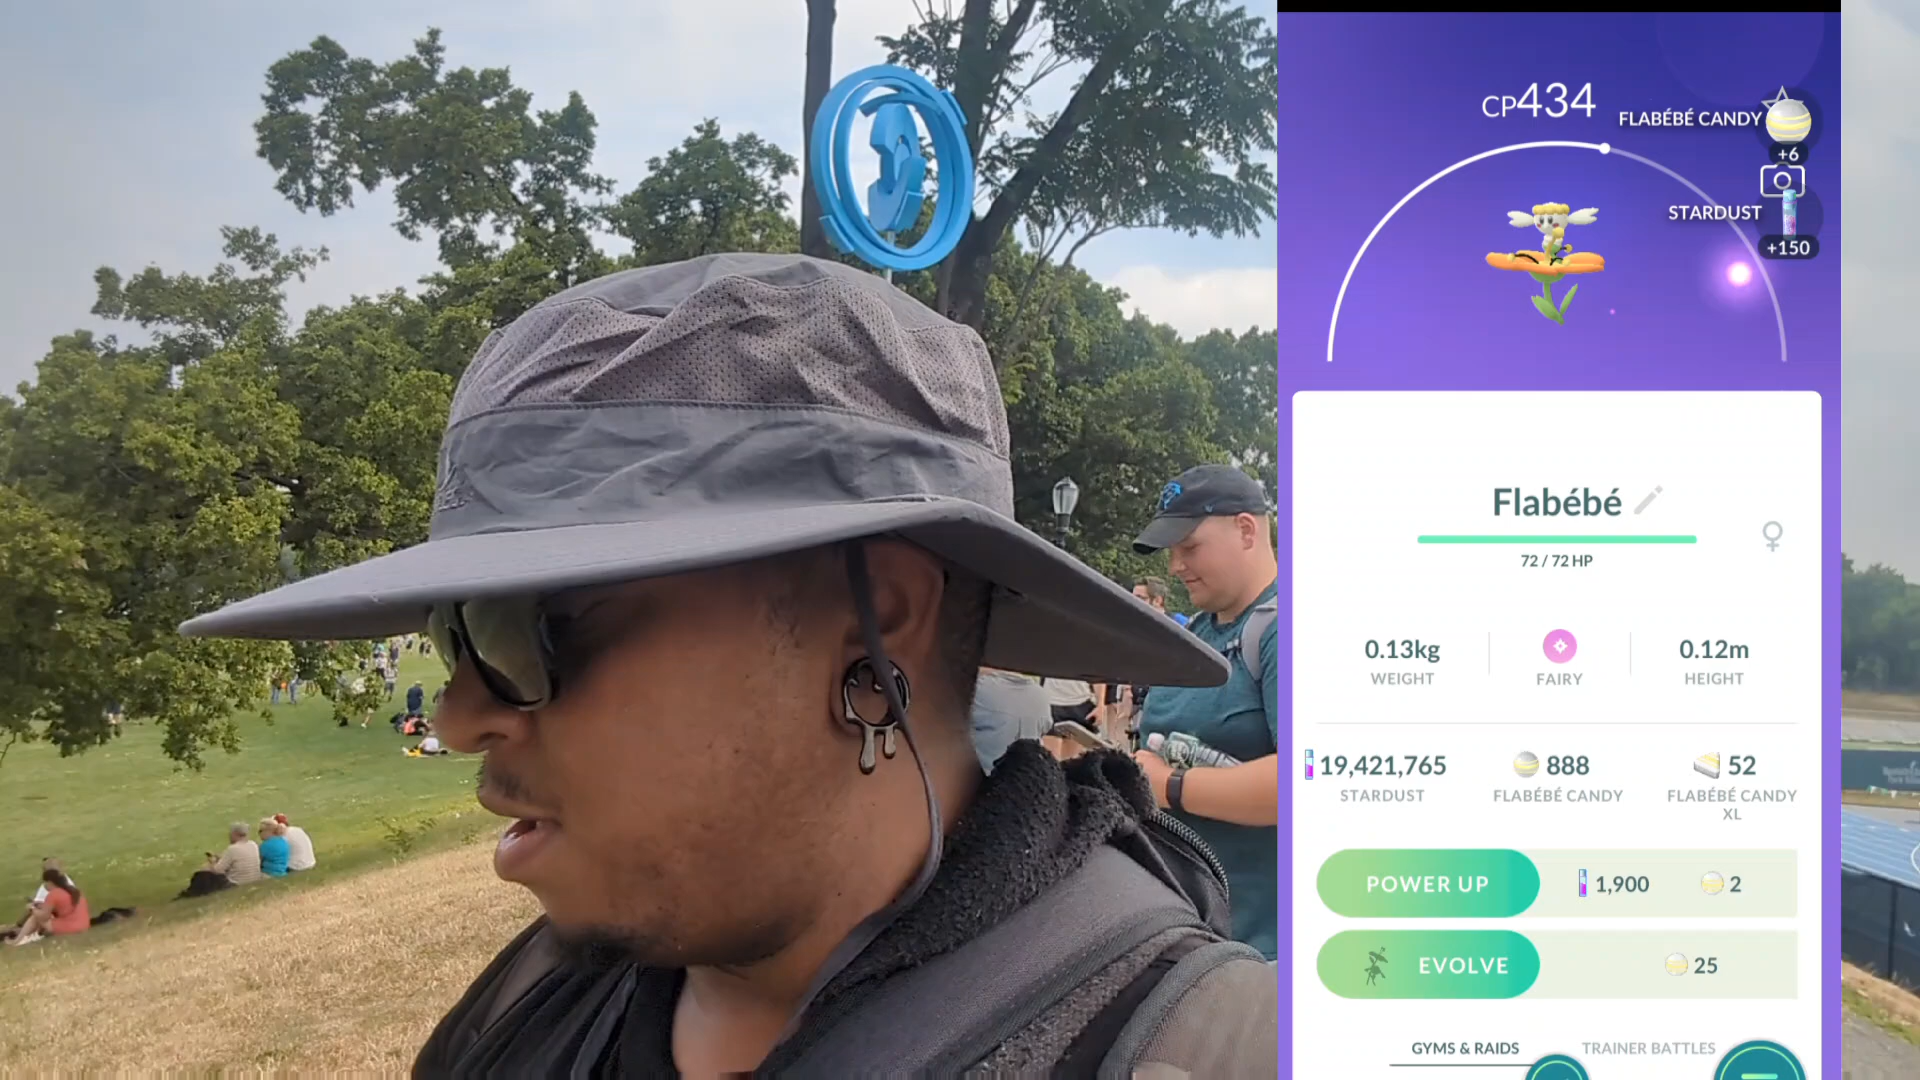 3
CP434
FLABÉBÉ CANDY
+6
STARDUST
+150
Flabébé
72 / 72 HP
0.13kg
WEIGHT
FAIRY
0.12m
HEIGHT
19,421,765
STARDUST
888
FLABÉBÉ CANDY
52
FLABÉBÉ CANDY
XL
POWER UP
1,900
2
EVOLVE
25
GYMS & RAIDS
TRAINER BATTLES